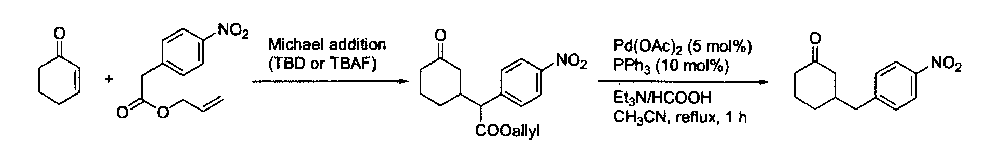 O
NO₂
+
O
O
Michael addition
(TBD or TBAF)
O
NO₂
COOallyl
Pd(OAc)₂ (5 mol%)
PPh₃ (10 mol%)
Et₃N/HCOOH
CH₃CN, reflux, 1 h
O
NO₂